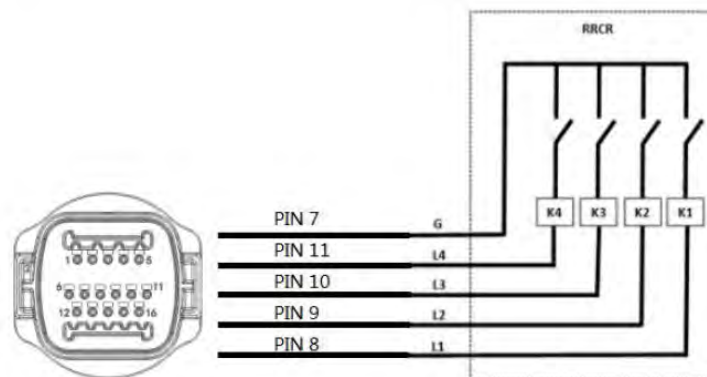 RRCR
K4 K3 K2 K1
PIN 7 G
PIN 11 L4
PIN 10 L3
PIN 9 L2
PIN 8 L1
1 5
6 11
12 16